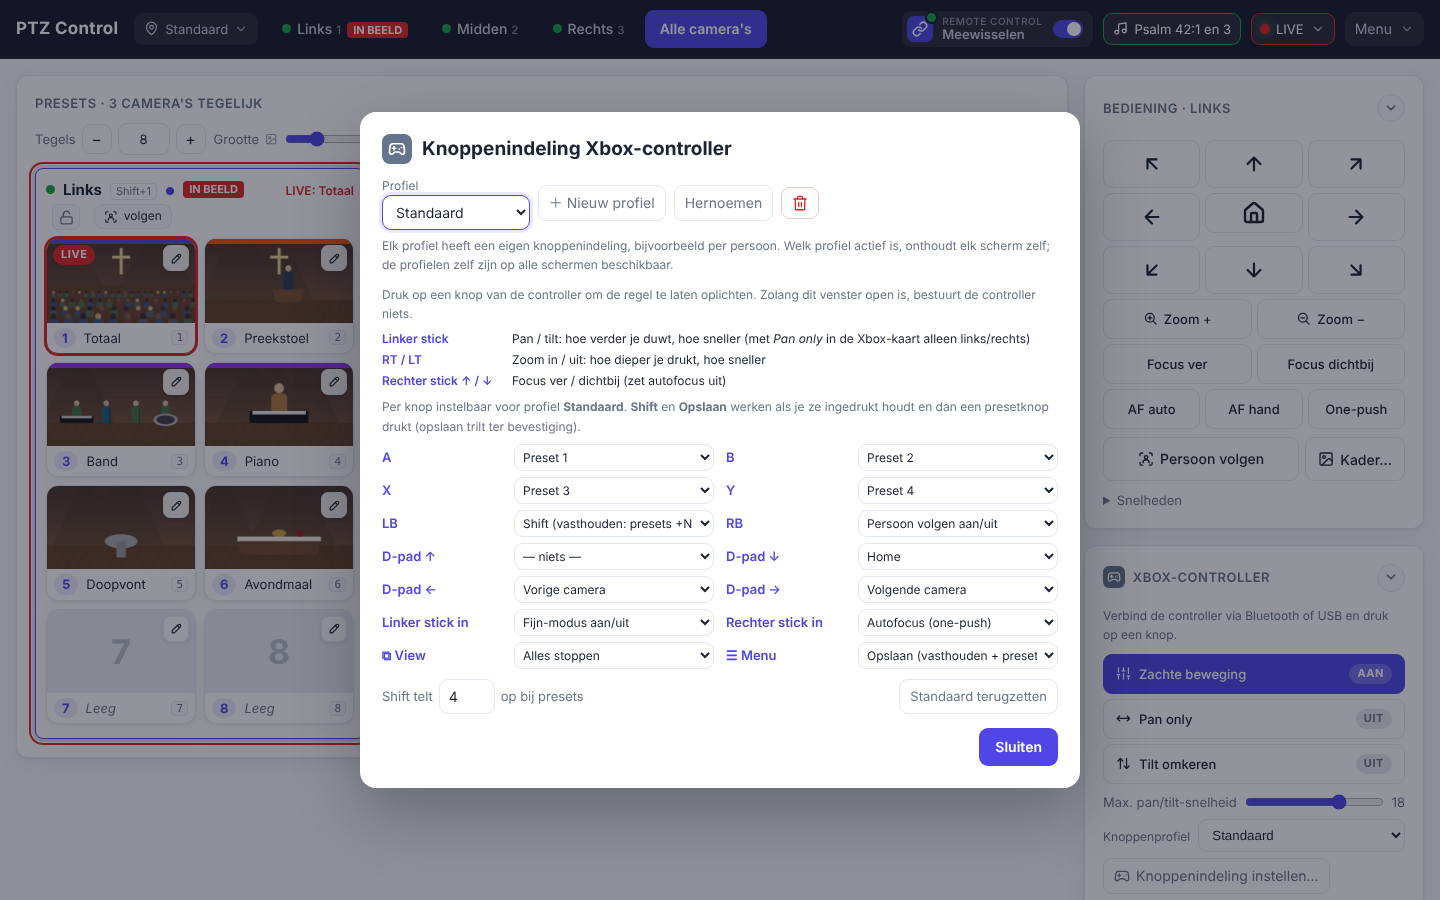 PTZ Control
Standaard
Links 1 IN BEELD
Midden 2
Rechts 3
Alle camera's
REMOTE CONTROL
Meewisselen
Psalm 42:1 en 3
LIVE
Menu
PRESETS · 3 CAMERA'S TEGELIJK
Tegels − 8 + Grootte
Links Shift+1 IN BEELD LIVE: Totaal
volgen
LIVE
1 Totaal 1
2 Preekstoel 2
3 Band 3
4 Piano 4
5 Doopvont 5
6 Avondmaal 6
7
8
7 Leeg 7
8 Leeg 8
Knoppenindeling Xbox-controller
Profiel
Standaard
+ Nieuw profiel
Hernoemen
Elk profiel heeft een eigen knoppenindeling, bijvoorbeeld per persoon. Welk profiel actief is, onthoudt elk scherm zelf;
de profielen zelf zijn op alle schermen beschikbaar.
Druk op een knop van de controller om de regel te laten oplichten. Zolang dit venster open is, bestuurt de controller
niets.
Linker stick Pan / tilt: hoe verder je duwt, hoe sneller (met Pan only in de Xbox-kaart alleen links/rechts)
RT / LT Zoom in / uit: hoe dieper je drukt, hoe sneller
Rechter stick ↑ / ↓ Focus ver / dichtbij (zet autofocus uit)
Per knop instelbaar voor profiel Standaard. Shift en Opslaan werken als je ze ingedrukt houdt en dan een presetknop
drukt (opslaan trilt ter bevestiging).
A Preset 1 B Preset 2
X Preset 3 Y Preset 4
LB Shift (vasthouden: presets +N RB Persoon volgen aan/uit
D-pad ↑ — niets — D-pad ↓ Home
D-pad ← Vorige camera D-pad → Volgende camera
Linker stick in Fijn-modus aan/uit Rechter stick in Autofocus (one-push)
⧉ View Alles stoppen ☰ Menu Opslaan (vasthouden + preset
Shift telt 4 op bij presets Standaard terugzetten
Sluiten
BEDIENING · LINKS
↖ ↑ ↗
← →
↙ ↓ ↘
Zoom + Zoom −
Focus ver Focus dichtbij
AF auto AF hand One-push
Persoon volgen Kader...
▶ Snelheden
XBOX-CONTROLLER
Verbind de controller via Bluetooth of USB en druk
op een knop.
Zachte beweging AAN
Pan only UIT
Tilt omkeren UIT
Max. pan/tilt-snelheid 18
Knoppenprofiel Standaard
Knoppenindeling instellen...